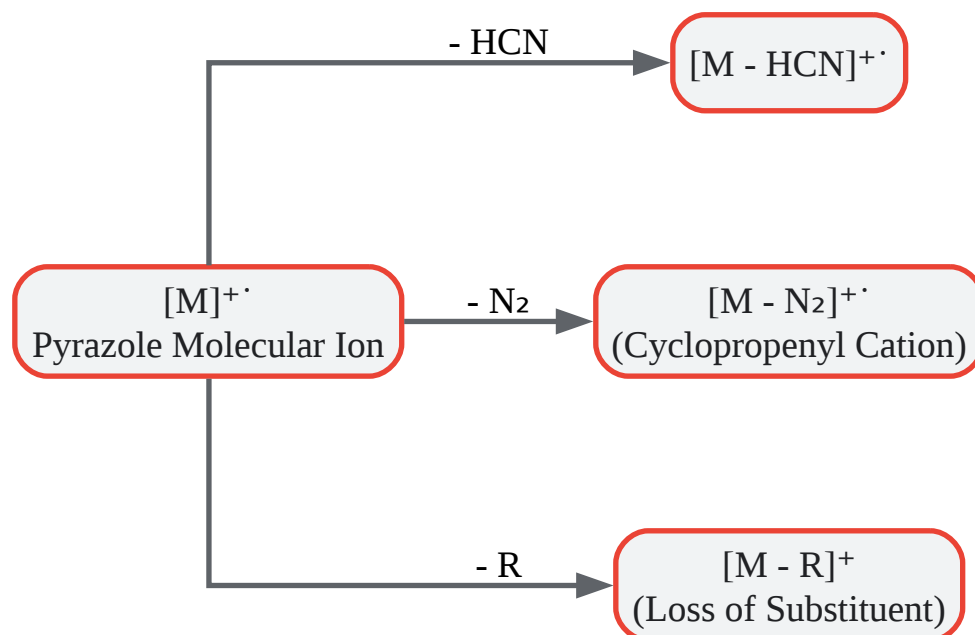 - HCN
[M - HCN]⁺˙
[M]⁺˙
Pyrazole Molecular Ion
- N₂
[M - N₂]⁺˙
(Cyclopropenyl Cation)
- R
[M - R]⁺
(Loss of Substituent)